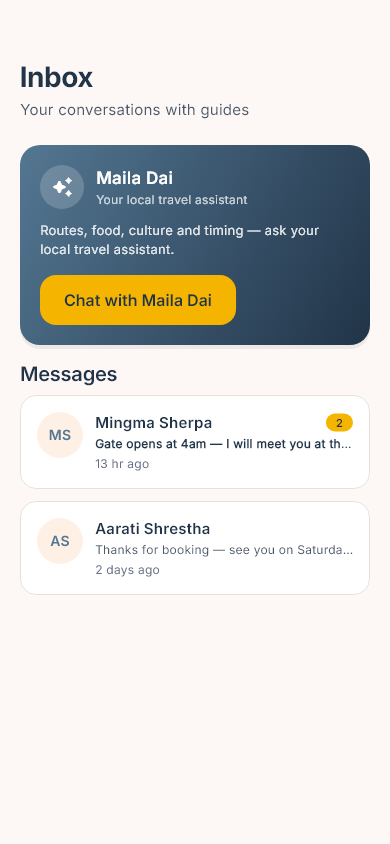 Inbox
Your conversations with guides
Maila Dai
Your local travel assistant
Routes, food, culture and timing — ask your
local travel assistant.
Chat with Maila Dai
Messages
MS
Mingma Sherpa
2
Gate opens at 4am — I will meet you at th...
13 hr ago
AS
Aarati Shrestha
Thanks for booking — see you on Saturda...
2 days ago